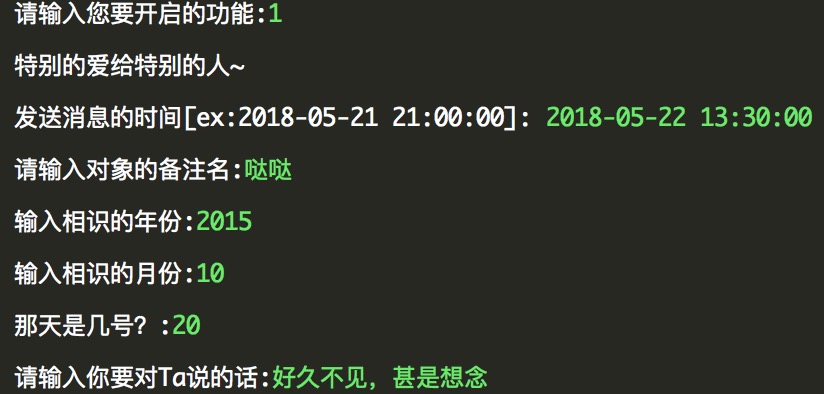 请输入您要开启的功能:1
特别的爱给特别的人~
发送消息的时间[ex:2018-05-21 21:00:00]: 2018-05-22 13:30:00
请输入对象的备注名:哒哒
输入相识的年份:2015
输入相识的月份:10
那天是几号? :20
请输入你要对Ta说的话:好久不见，甚是想念